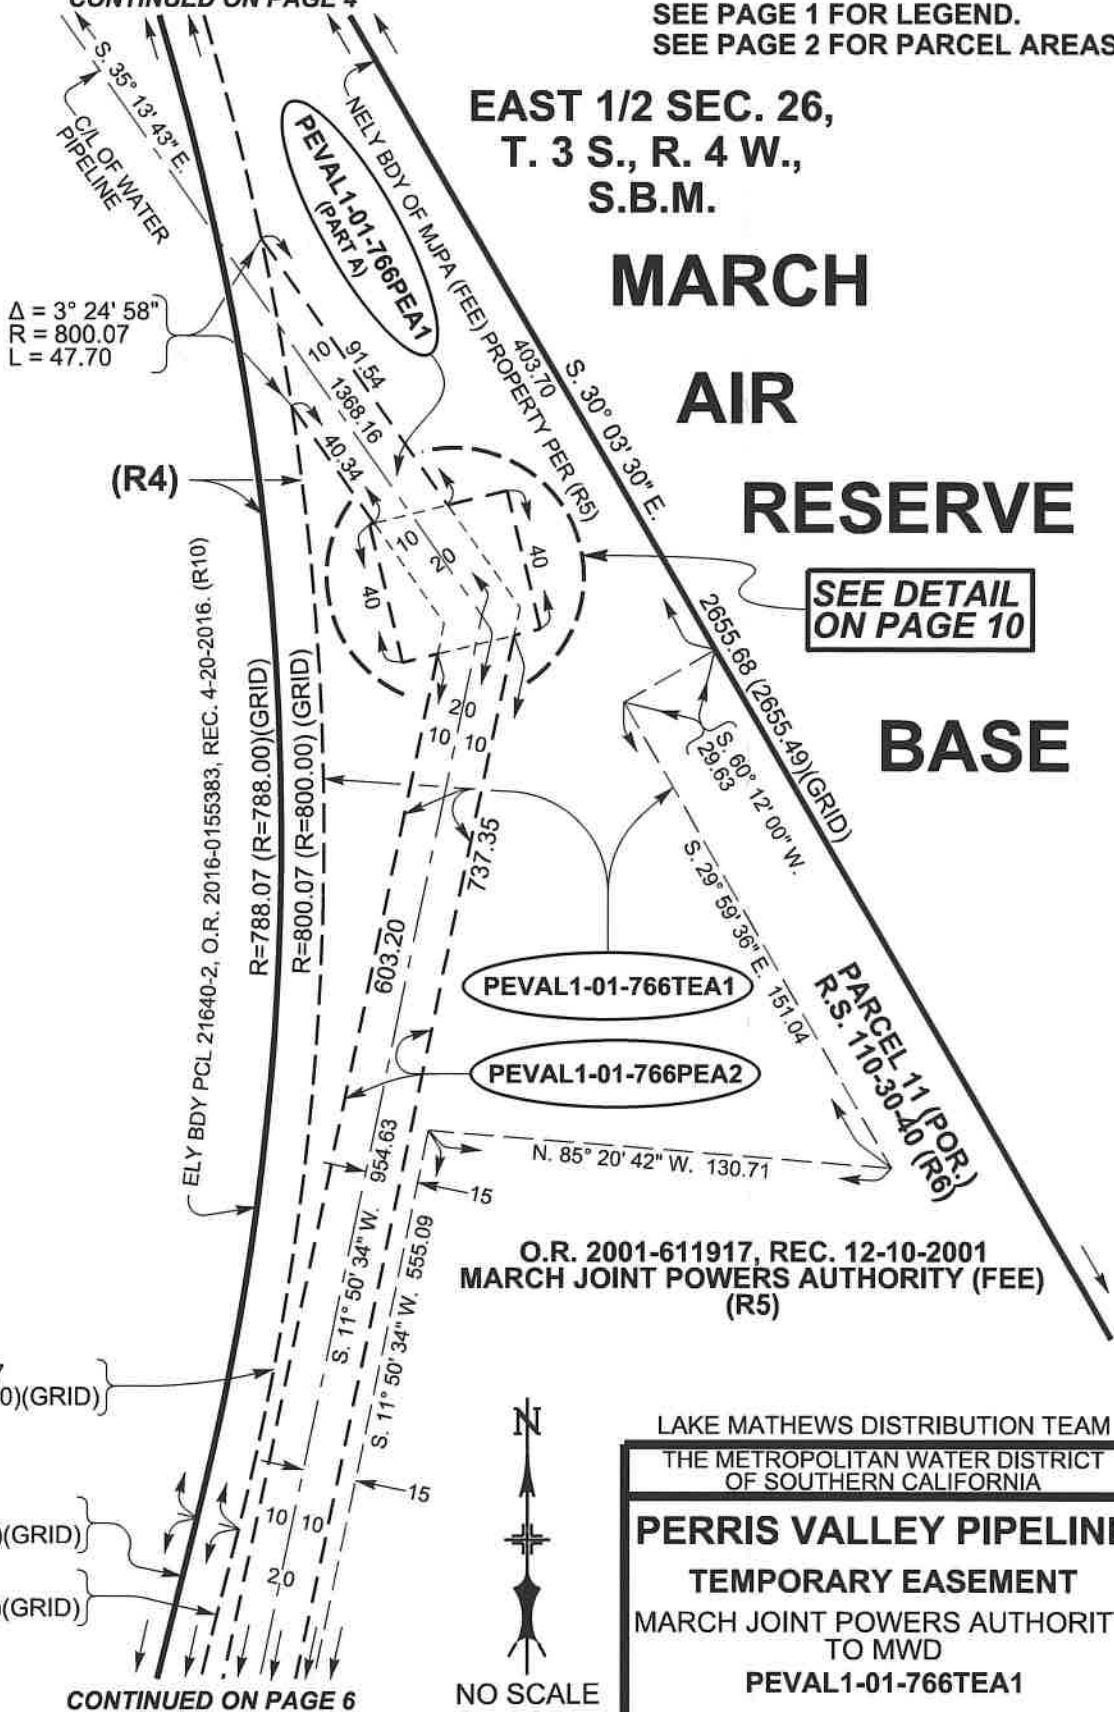 CONTINUED ON PAGE 4
SEE PAGE 1 FOR LEGEND.
SEE PAGE 2 FOR PARCEL AREAS
EAST 1/2 SEC. 26,
T. 3 S., R. 4 W.,
S.B.M.
MARCH
AIR
RESERVE
BASE
S. 35° 13' 43" E.
C/L OF WATER
PIPELINE
PEVAL1-01-766PEA1
(PART A)
NELY BDY OF MJPA (FEE) PROPERTY PER (R5)
403.70
S. 30° 03' 30" E.
Δ = 3° 24' 58"
R = 800.07
L = 47.70
10
91.54
1368.16
40.34
(R4)
10
20
40
40
SEE DETAIL
ON PAGE 10
2655.68 (2655.49)(GRID)
ELY BDY PCL 21640-2, O.R. 2016-0155383, REC. 4-20-2016. (R10)
R=788.07 (R=788.00)(GRID)
R=800.07 (R=800.00) (GRID)
20
10
10
S. 60° 12' 00" W.
29.63
737.35
603.20
S. 29° 59' 36" E. 151.04
PEVAL1-01-766TEA1
PEVAL1-01-766PEA2
PARCEL 11 (POR.)
R.S. 110-30-40 (R6)
N. 85° 20' 42" W. 130.71
15
S. 11° 50' 34" W. 954.63
S. 11° 50' 34" W. 555.09
O.R. 2001-611917, REC. 12-10-2001
MARCH JOINT POWERS AUTHORITY (FEE)
(R5)
0)(GRID)
15
10
10
20
)(GRID)
)(GRID)
CONTINUED ON PAGE 6
N
NO SCALE
LAKE MATHEWS DISTRIBUTION TEAM
THE METROPOLITAN WATER DISTRICT
OF SOUTHERN CALIFORNIA
PERRIS VALLEY PIPELINE
TEMPORARY EASEMENT
MARCH JOINT POWERS AUTHORIT
TO MWD
PEVAL1-01-766TEA1